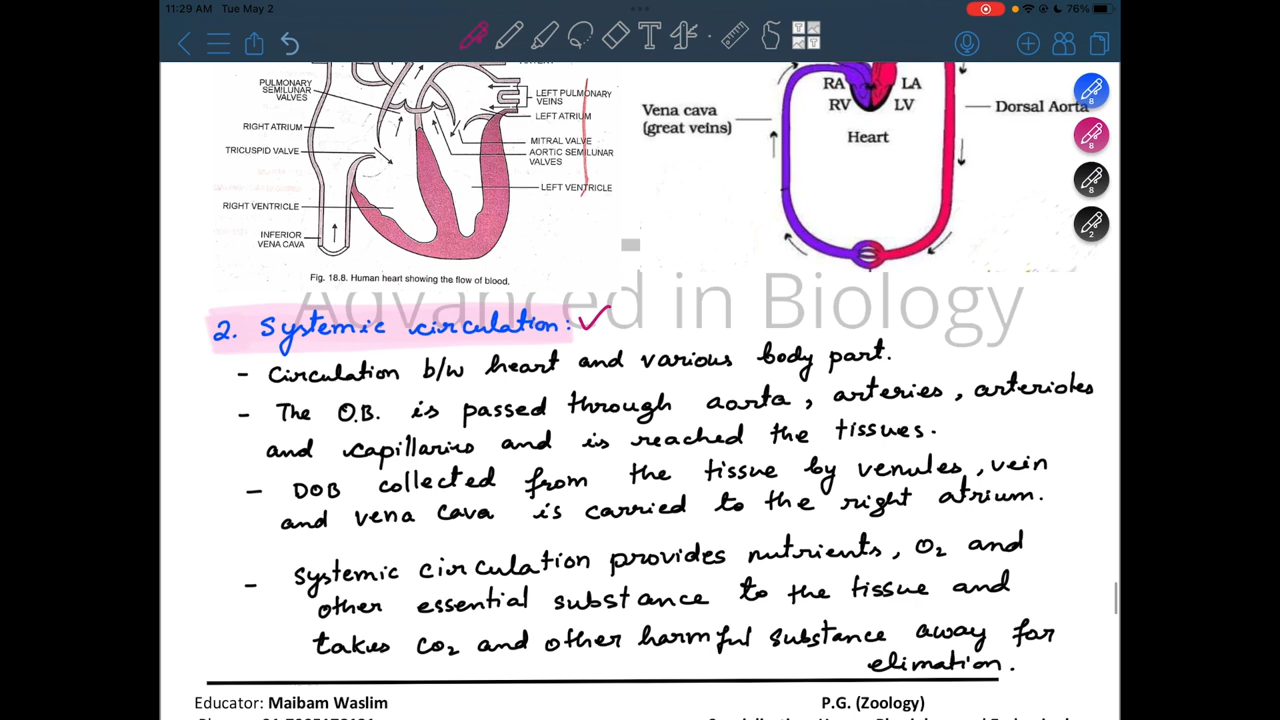 11:29 AM Tue May 2
76%
PULMONARY
SEMILUNAR
VALVES
RIGHT ATRIUM
TRICUSPID VALVE
RIGHT VENTRICLE
INFERIOR
VENA CAVA
LEFT PULMONARY
VEINS
LEFT ATRIUM
MITRAL VALVE
AORTIC SEMILUNAR
VALVES
LEFT VENTRICLE
Fig. 18.8. Human heart showing the flow of blood.
RA LA
RV LV
Heart
Vena cava
(great veins)
Dorsal Aorta
8
8
8
2
Advanced in Biology
2. Systemic circulation:
- Circulation b/w heart and various body part.
- The O.B. is passed through aorta, arteries, arterioles
and capillaries and is reached the tissues.
- DOB collected from the tissue by venules, vein
and vena cava is carried to the right atrium.
- Systemic circulation provides nutrients, O2 and
other essential substance to the tissue and
takes CO2 and other harmful substance away for
elimation.
Educator: Maibam Waslim
P.G. (Zoology)